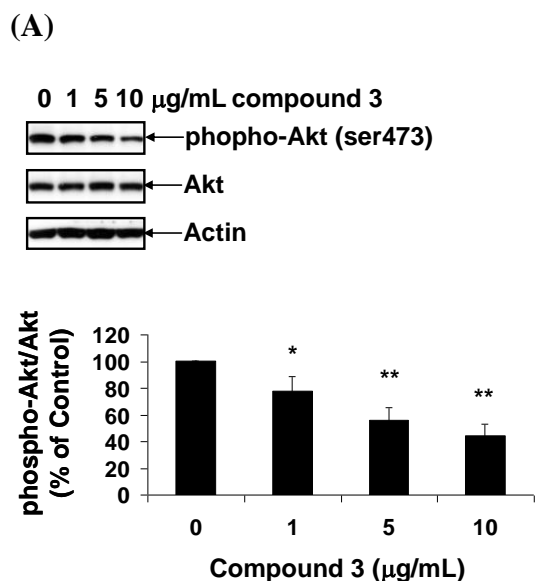 (A)
0 1 5 10 μg/mL compound 3
phopho-Akt (ser473)
Akt
Actin
phospho-Akt/Akt
(% of Control)
120
100
80
60
40
20
0
*
**
**
0 1 5 10
Compound 3 (μg/mL)